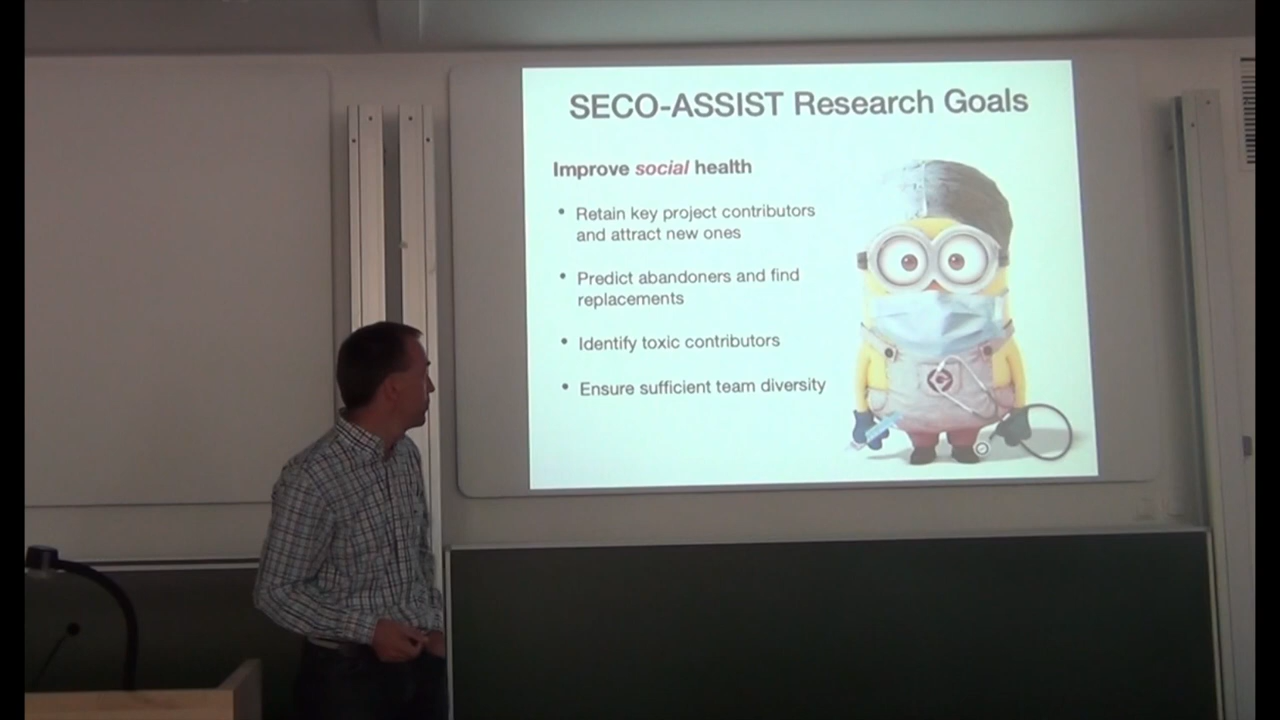 SECO-ASSIST Research Goals
Improve social health
• Retain key project contributors
and attract new ones
• Predict abandoners and find
replacements
• Identify toxic contributors
• Ensure sufficient team diversity